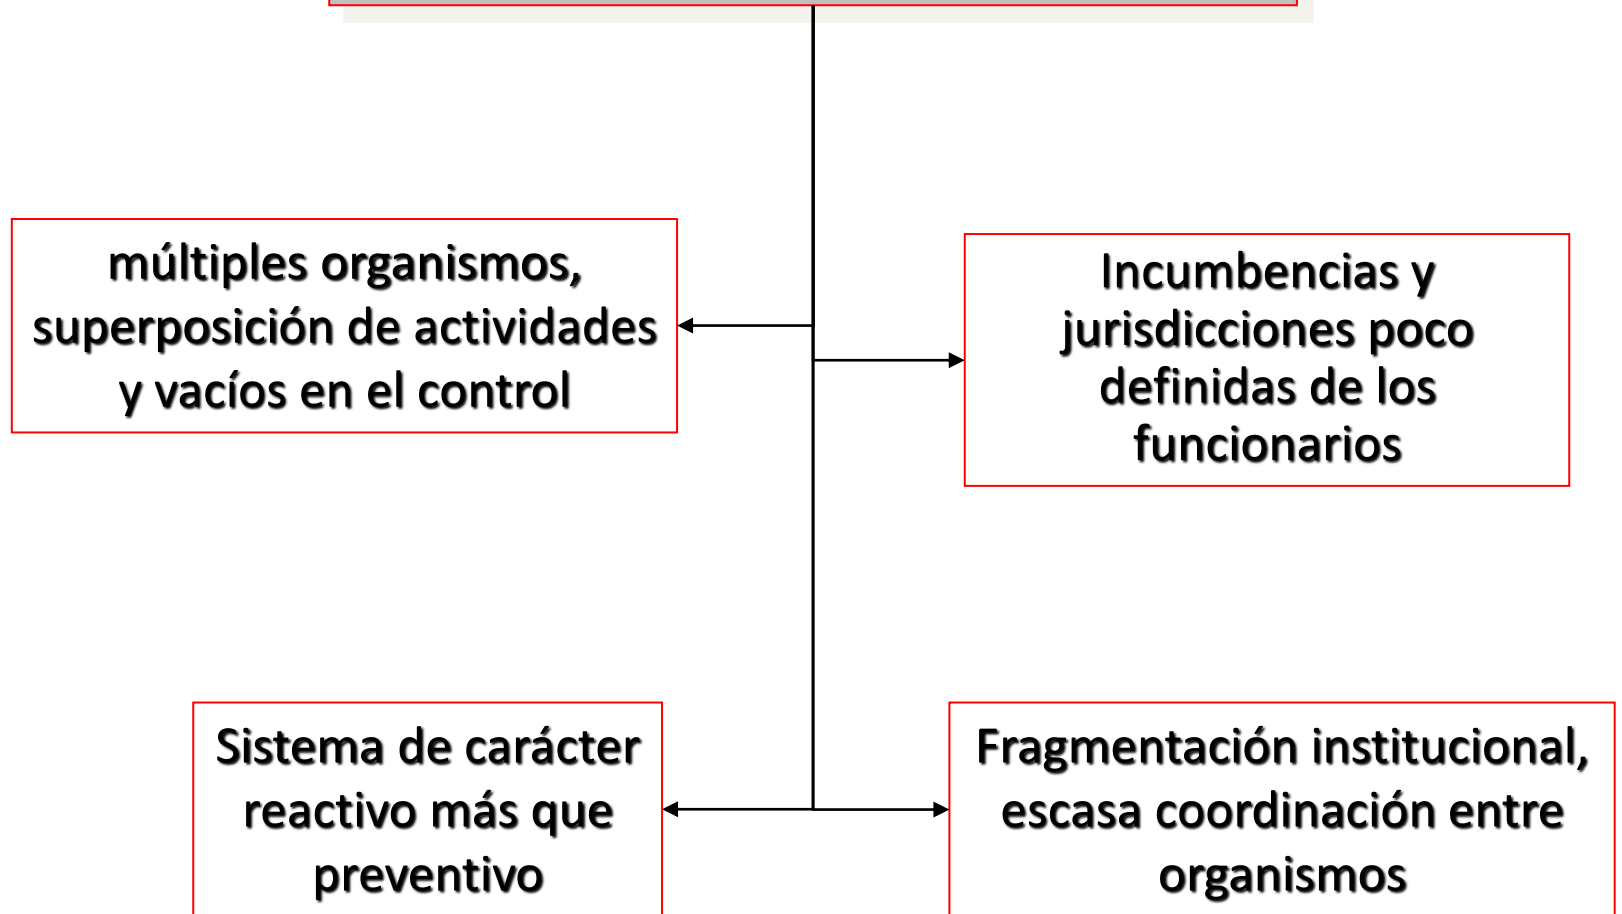 múltiples organismos,
superposición de actividades
y vacíos en el control
Incumbencias y
jurisdicciones poco
definidas de los
funcionarios
Sistema de carácter
reactivo más que
preventivo
Fragmentación institucional,
escasa coordinación entre
organismos